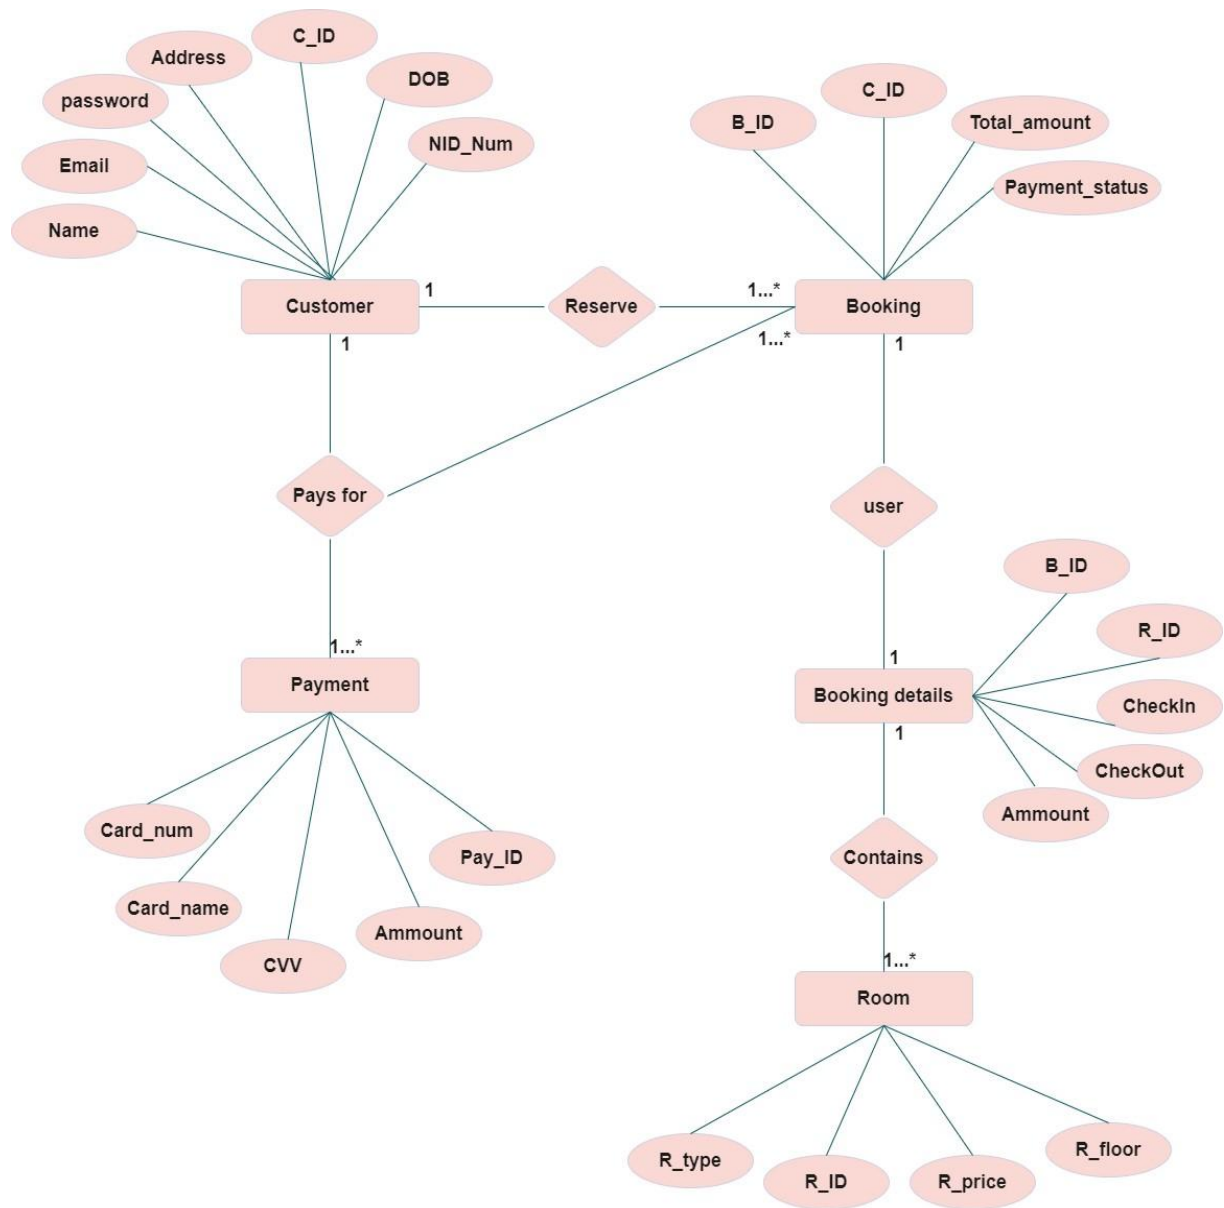 C_ID
Address
DOB
password
NID_Num
Email
Name
C_ID
B_ID
Total_amount
Payment_status
Customer
1
Reserve
1...*
Booking
1
1...*
1
Pays for
user
B_ID
R_ID
1...*
1
Payment
Booking details
CheckIn
1
CheckOut
Ammount
Card_num
Pay_ID
Contains
Card_name
Ammount
CVV
1...*
Room
R_type
R_ID
R_price
R_floor